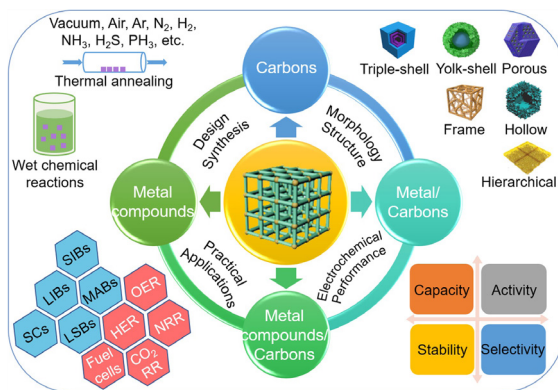 Vacuum, Air, Ar, N2, H2,
NH3, H2S, PH3, etc.
Thermal annealing
Wet chemical
reactions
Carbons
Triple-shell
Yolk-shell
Porous
Frame
Hollow
Hierarchical
Design
Synthesis
Morphology
Structure
Metal
compounds
Metal/
Carbons
Practical
Applications
Electrochemical
Performance
Metal
compounds/
Carbons
SIBs
LIBs
MABs
OER
SCs
LSBs
HER
NRR
Fuel
cells
CO2
RR
Capacity
Activity
Stability
Selectivity